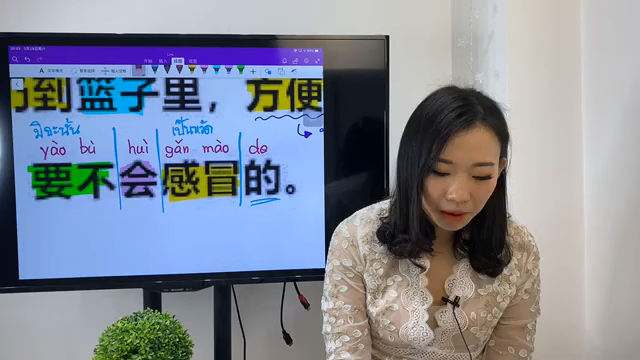 到篮子里，方便
มิฉะนั้น เป็นหวัด
yào bù huì gǎn mào de
要不会感冒的。